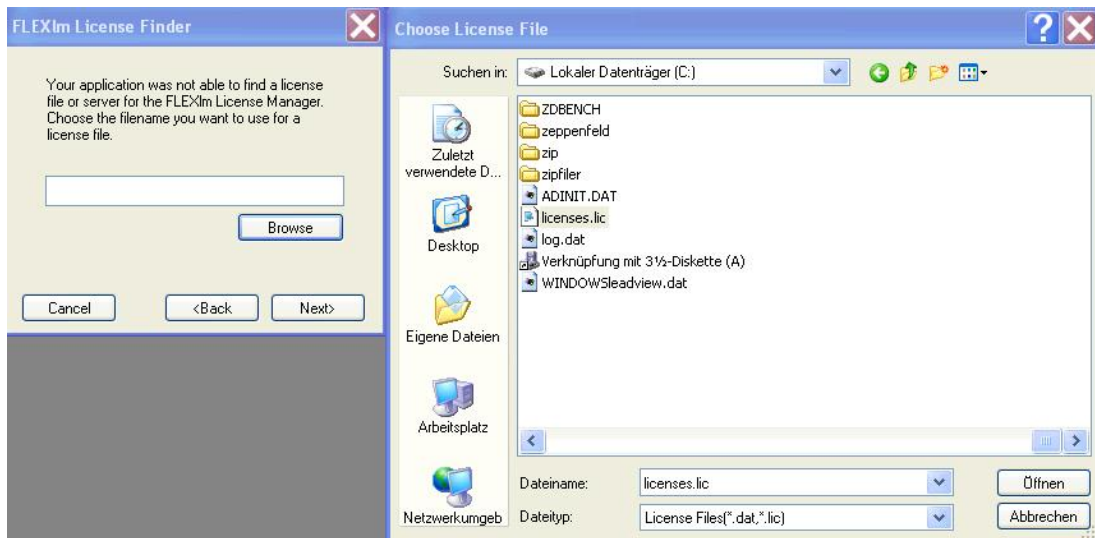 FLEXlm License Finder
Your application was not able to find a license
file or server for the FLEXlm License Manager.
Choose the filename you want to use for a
license file.
Browse
Cancel
<Back
Next>
Choose License File
Suchen in:
Lokaler Datenträger (C:)
Zuletzt
verwendete D...
Desktop
Eigene Dateien
Arbeitsplatz
Netzwerkumgeb
ZDBENCH
zeppenfeld
zip
zipfiler
ADINIT.DAT
licenses.lic
log.dat
Verknüpfung mit 3½-Diskette (A)
WINDOWSleadview.dat
Dateiname:
licenses.lic
Öffnen
Dateityp:
License Files(*.dat,*.lic)
Abbrechen